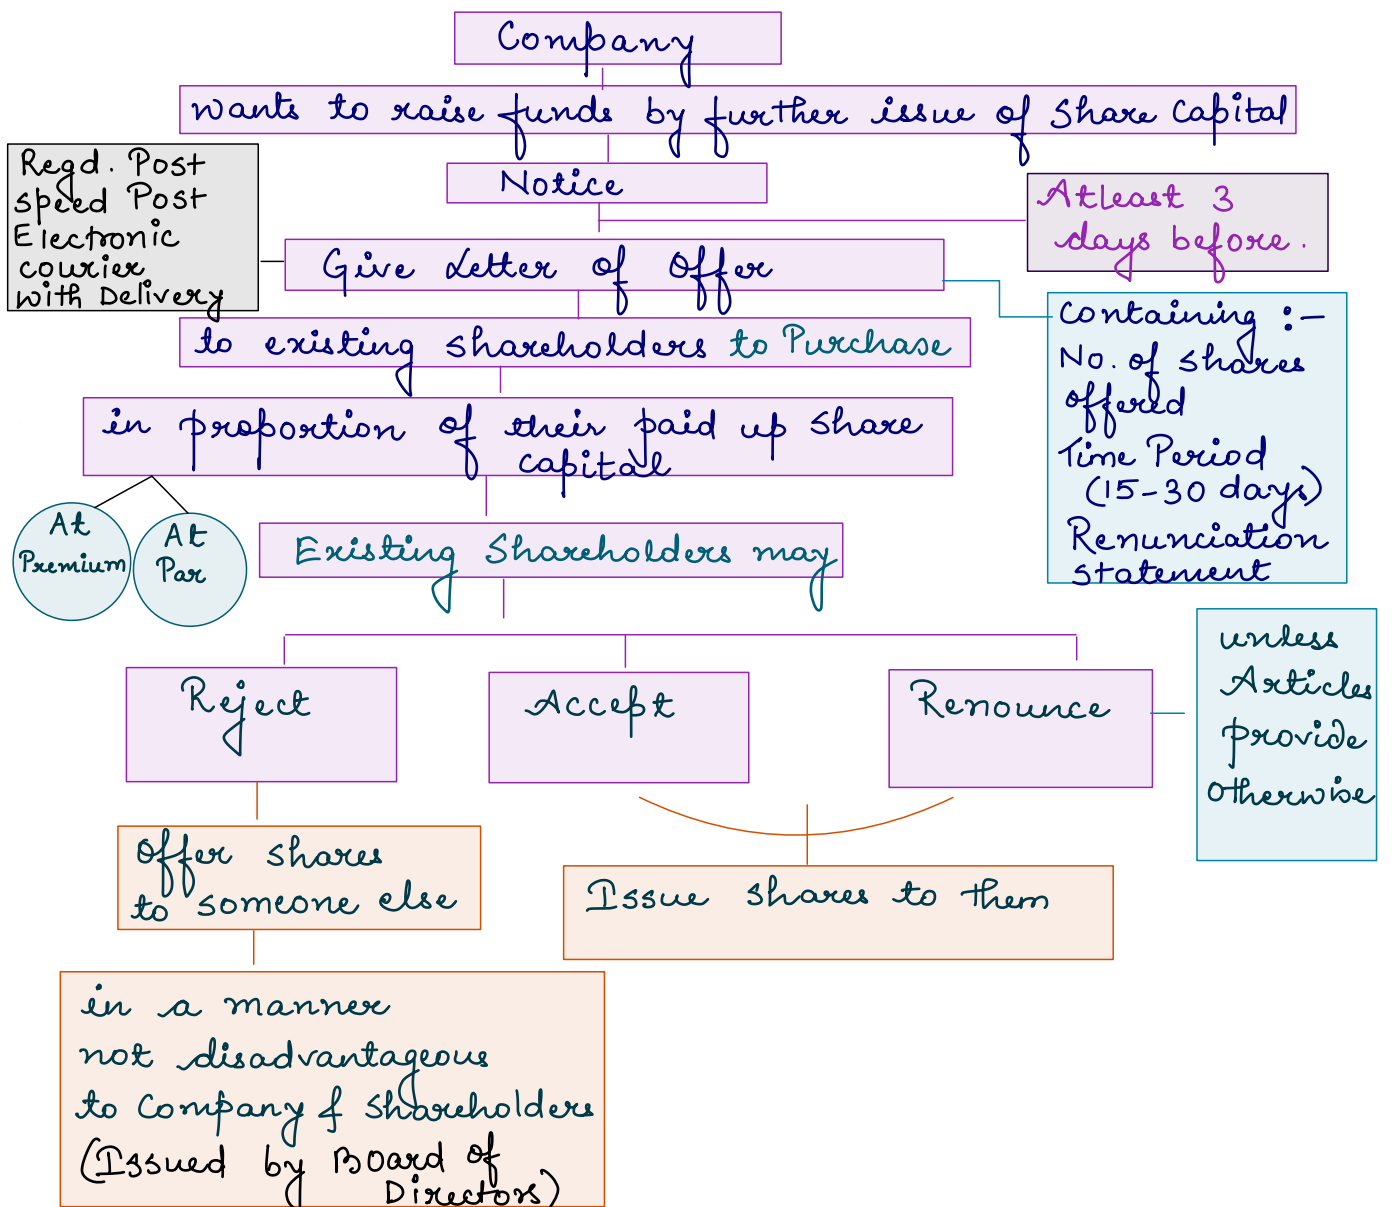 Company
wants to raise funds by further issue of Share Capital
Regd. Post
speed Post
Electronic
courier
with Delivery
Notice
Atleast 3
days before.
Give Letter of Offer
to existing shareholders to Purchase
containing :-
No. of shares
offered
Time Period
(15-30 days)
Renunciation
statement
in proportion of their paid up share
capital
At
Premium
At
Par
Existing Shareholders may
Reject
Accept
Renounce
unless
Articles
provide
Otherwise
Offer shares
to someone else
Issue shares to them
in a manner
not disadvantageous
to Company & Shareholders
(Issued by Board of
Directors)